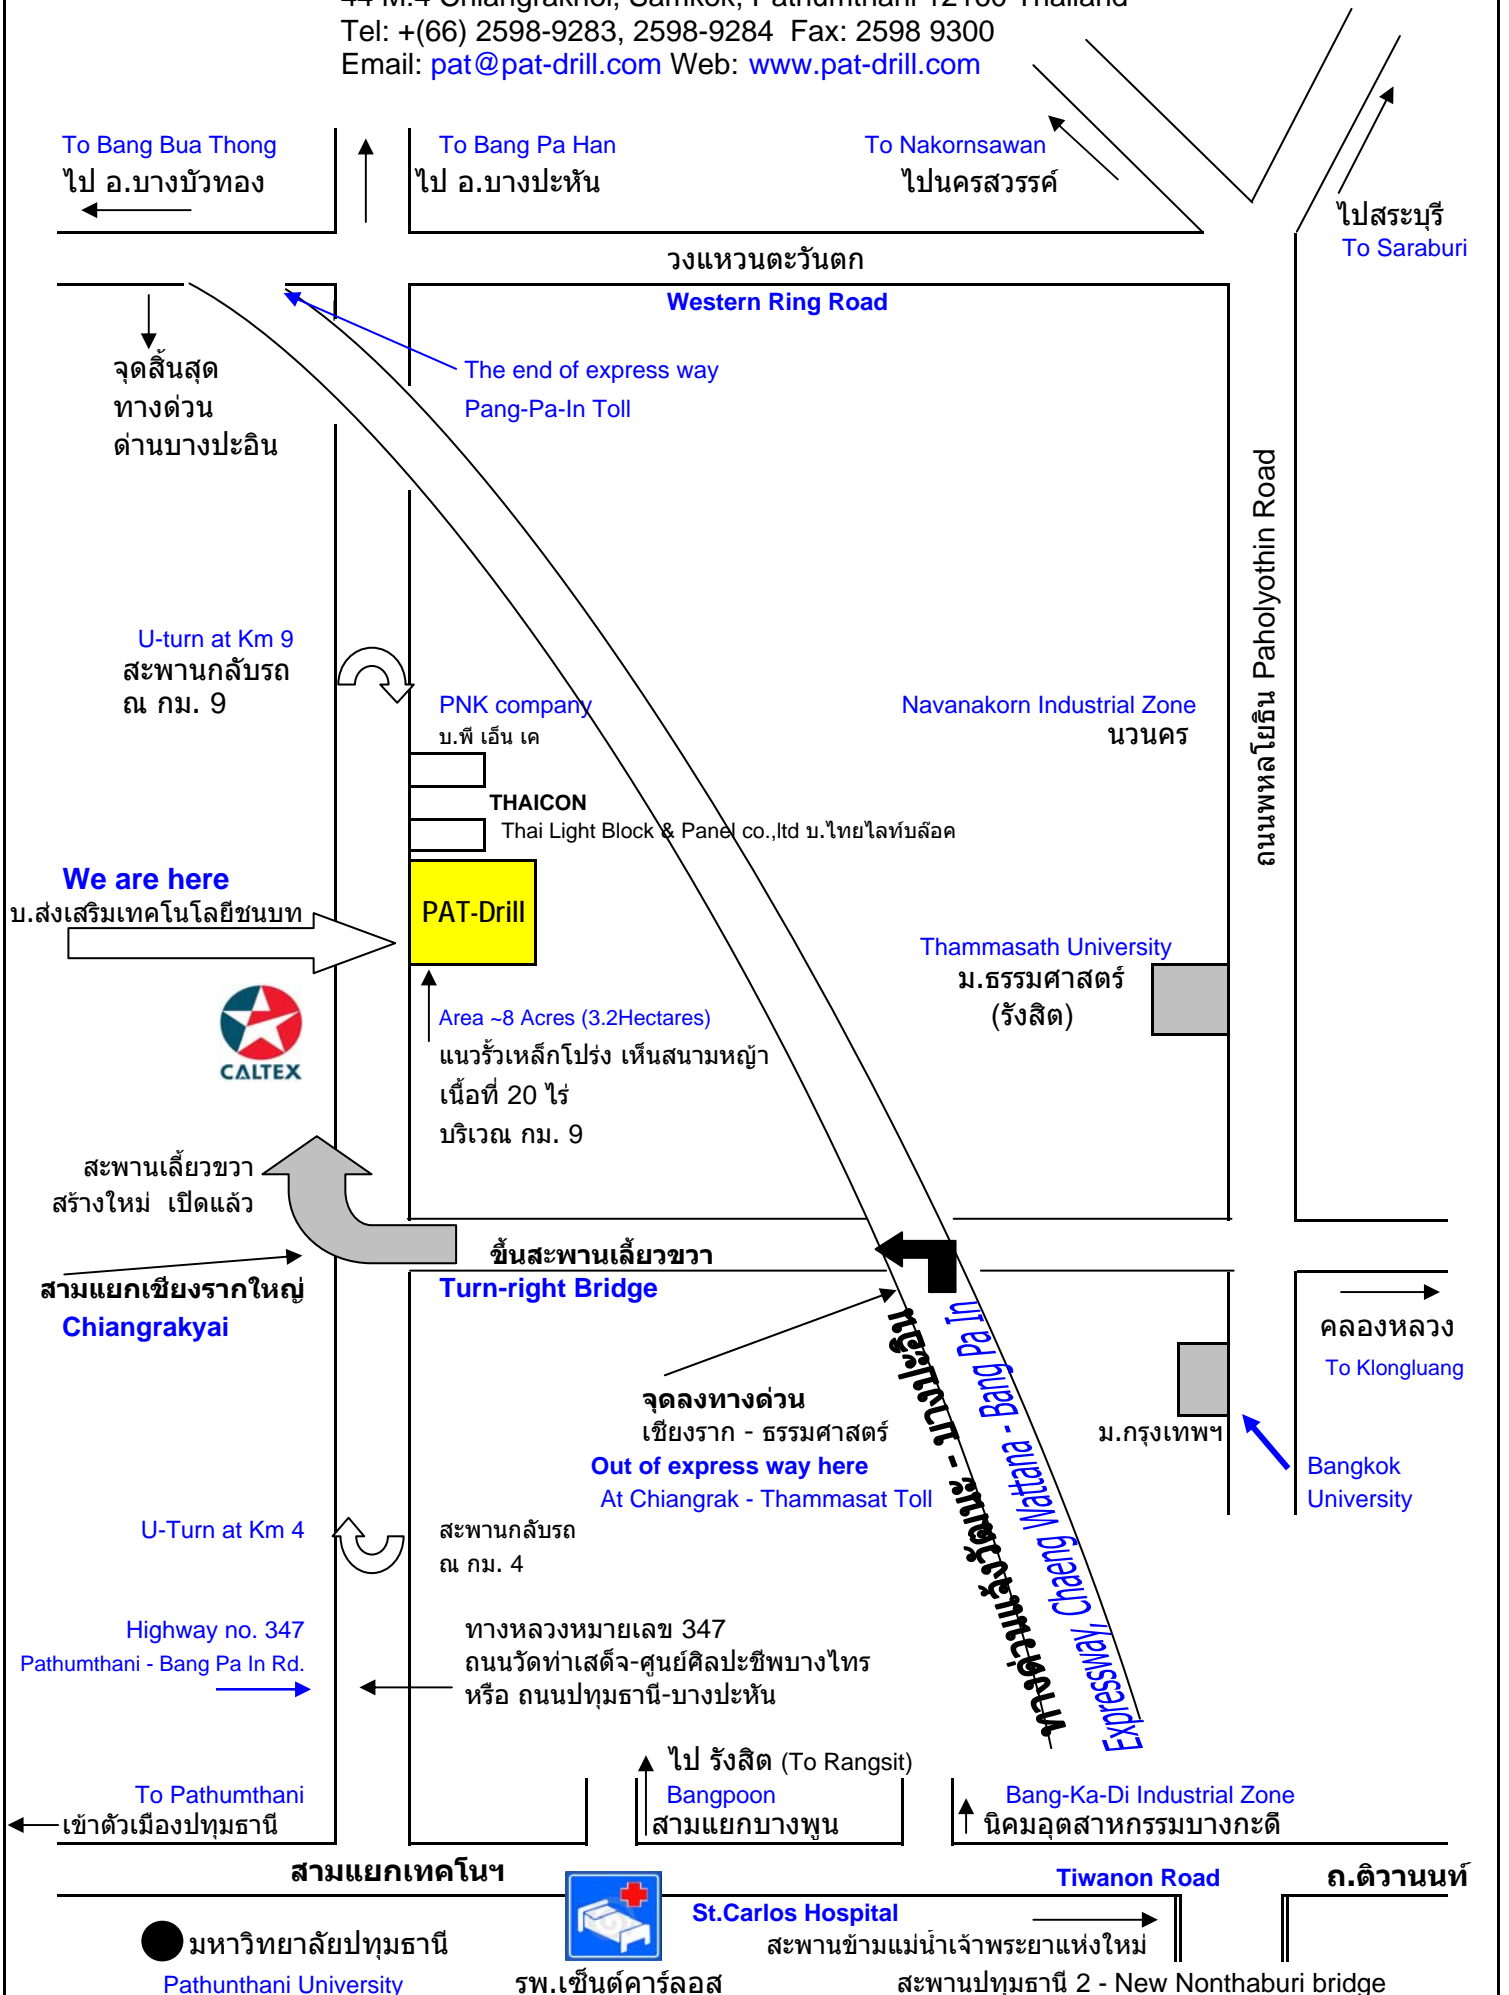 44 M.4 Chiangraknoi, Samkok, Pathumthani 12160 Thailand
Tel: +(66) 2598-9283, 2598-9284 Fax: 2598 9300
Email: pat@pat-drill.com Web: www.pat-drill.com
To Bang Bua Thong
ไป อ.บางบัวทอง
To Bang Pa Han
ไป อ.บางปะหัน
To Nakornsawan
ไปนครสวรรค์
ไปสระบุรี
To Saraburi
วงแหวนตะวันตก
Western Ring Road
จุดสิ้นสุด
ทางด่วน
ด่านบางปะอิน
The end of express way
Pang-Pa-In Toll
ถนนพหลโยธิน Paholyothin Road
U-turn at Km 9
สะพานกลับรถ
ณ กม. 9
PNK company
บ.พี เอ็น เค
Navanakorn Industrial Zone
นวนคร
THAICON
Thai Light Block & Panel co.,ltd บ.ไทยไลท์บล๊อค
We are here
บ.ส่งเสริมเทคโนโลยีชนบท
PAT-Drill
Thammasath University
ม.ธรรมศาสตร์
(รังสิต)
CALTEX
Area ~8 Acres (3.2Hectares)
แนวรั้วเหล็กโปร่ง เห็นสนามหญ้า
เนื้อที่ 20 ไร่
บริเวณ กม. 9
สะพานเลี้ยวขวา
สร้างใหม่ เปิดแล้ว
ขึ้นสะพานเลี้ยวขวา
Turn-right Bridge
สามแยกเชียงรากใหญ่
Chiangrakyai
คลองหลวง
To Klongluang
จุดลงทางด่วน
เชียงราก - ธรรมศาสตร์
Out of express way here
At Chiangrak - Thammasat Toll
ทางด่วนแจ้งวัฒนะ - บางปะอิน
Expressway, Chaeng Wattana - Bang Pa In
ม.กรุงเทพฯ
Bangkok
University
U-Turn at Km 4
สะพานกลับรถ
ณ กม. 4
Highway no. 347
Pathumthani - Bang Pa In Rd.
ทางหลวงหมายเลข 347
ถนนวัดท่าเสด็จ-ศูนย์ศิลปะชีพบางไทร
หรือ ถนนปทุมธานี-บางปะหัน
ไป รังสิต (To Rangsit)
To Pathumthani
เข้าตัวเมืองปทุมธานี
Bangpoon
สามแยกบางพูน
Bang-Ka-Di Industrial Zone
นิคมอุตสาหกรรมบางกะดี
สามแยกเทคโนฯ
Tiwanon Road
ถ.ติวานนท์
St.Carlos Hospital
มหาวิทยาลัยปทุมธานี
สะพานข้ามแม่น้ำเจ้าพระยาแห่งใหม่
Pathunthani University
รพ.เซ็นต์คาร์ลอส
สะพานปทุมธานี 2 - New Nonthaburi bridge